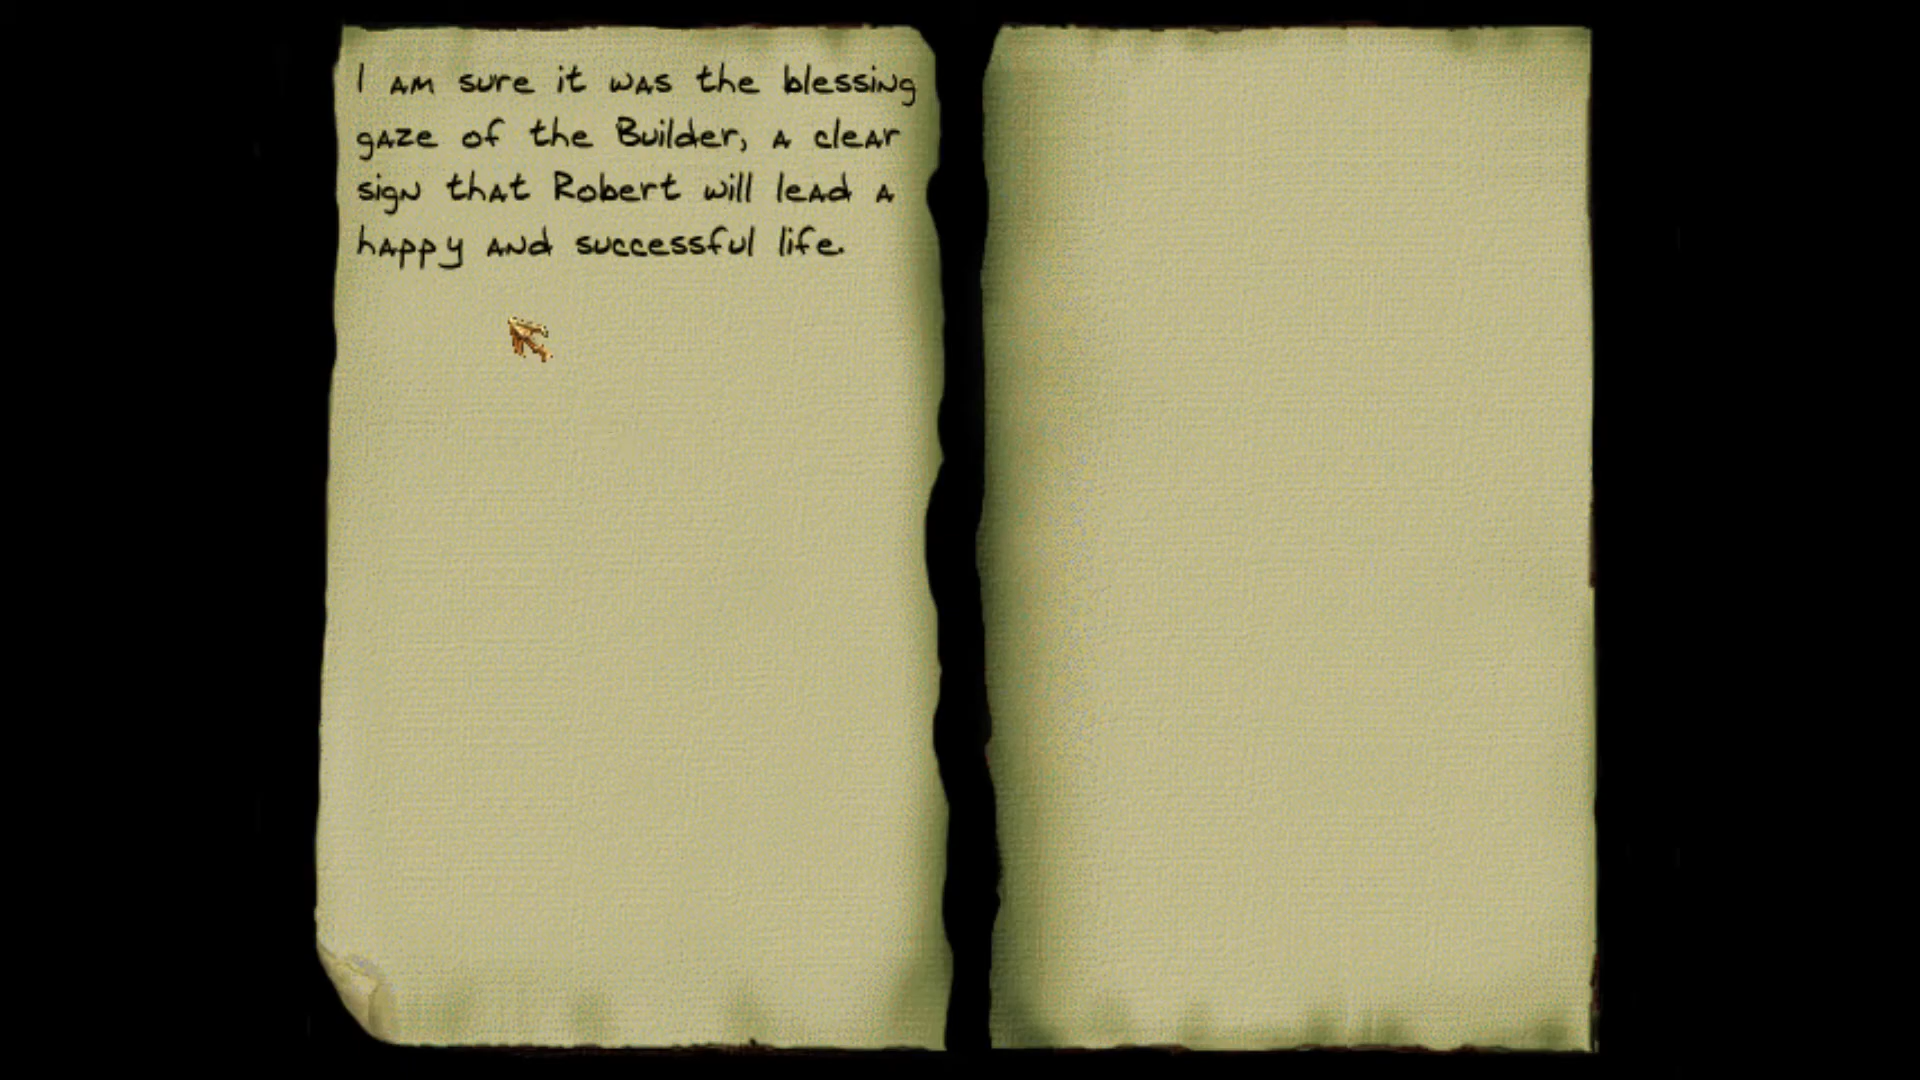 I am sure it was the blessing
gaze of the Builder, a clear
sign that Robert will lead a
happy and successful life.